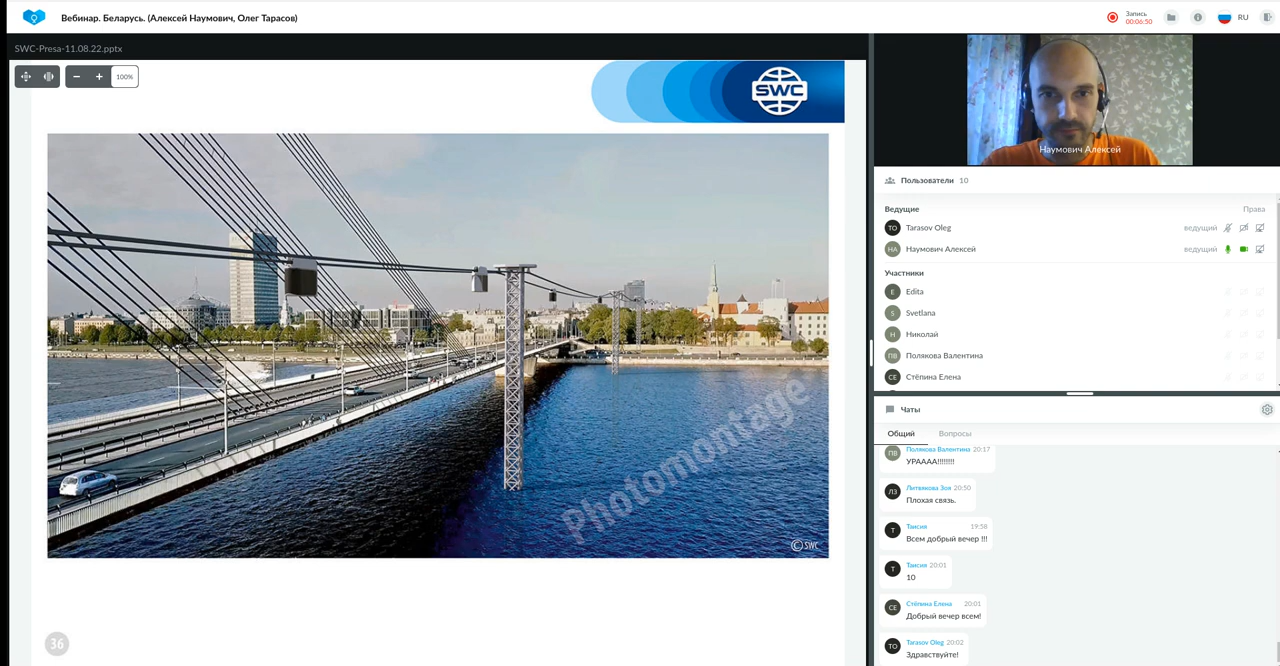 Вебинар. Беларусь. (Алексей Наумович, Олег Тарасов)
Запись
00:06:50
RU
SWC-Presa-11.08.22.pptx
100%
SWC
Photomontage
© SWC
36
Наумович Алексей
Пользователи 10
Ведущие Права
TO Tarasov Oleg ведущий
НА Наумович Алексей ведущий
Участники
E Edita
S Svetlana
Н Николай
ПВ Полякова Валентина
СЕ Стёпина Елена
Чаты
Общий Вопросы
ПВ Полякова Валентина 20:17
УРАААА!!!!!!!!
ЛЗ Литвякова Зоя 20:50
Плохая связь.
Т Таисия 19:58
Всем добрый вечер !!!
Т Таисия 20:01
10
СЕ Стёпина Елена 20:01
Добрый вечер всем!
TO Tarasov Oleg 20:02
Здравствуйте!